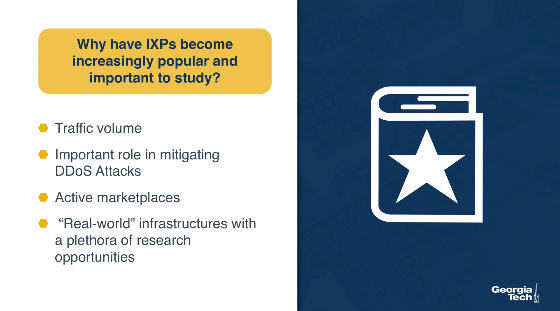 Why have IXPs become
increasingly popular and
important to study?
Traffic volume
Important role in mitigating
DDoS Attacks
Active marketplaces
“Real-world” infrastructures with
a plethora of research
opportunities
Georgia
Tech